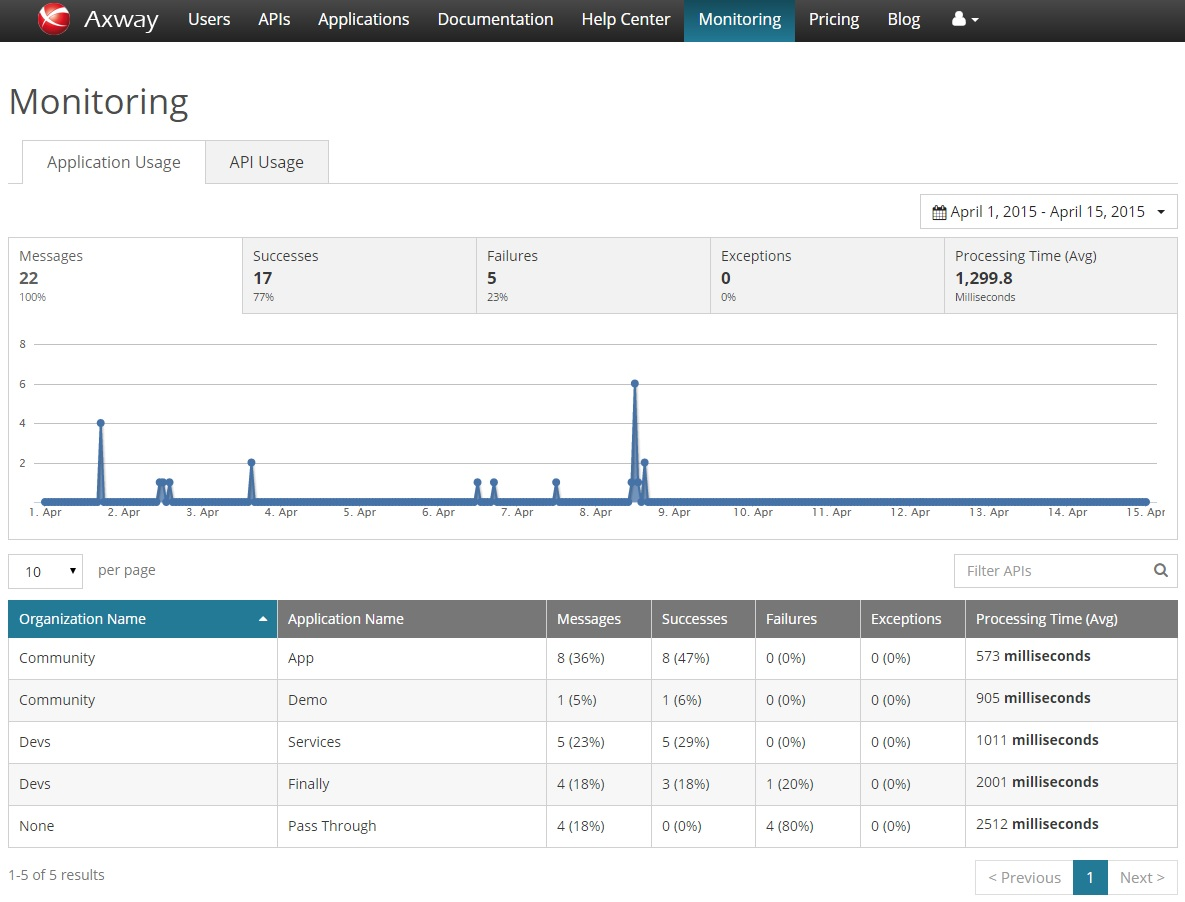 Axway Users APIs Applications Documentation Help Center Monitoring Pricing Blog
Monitoring
Application Usage API Usage
April 1, 2015 - April 15, 2015
Messages Successes Failures Exceptions Processing Time (Avg)
22 17 5 0 1,299.8
100% 77% 23% 0% Milliseconds
8
6
4
2
1. Apr 2. Apr 3. Apr 4. Apr 5. Apr 6. Apr 7. Apr 8. Apr 9. Apr 10. Apr 11. Apr 12. Apr 13. Apr 14. Apr 15. Apr
10 per page Filter APIs
Organization Name Application Name Messages Successes Failures Exceptions Processing Time (Avg)
Community App 8 (36%) 8 (47%) 0 (0%) 0 (0%) 573 milliseconds
Community Demo 1 (5%) 1 (6%) 0 (0%) 0 (0%) 905 milliseconds
Devs Services 5 (23%) 5 (29%) 0 (0%) 0 (0%) 1011 milliseconds
Devs Finally 4 (18%) 3 (18%) 1 (20%) 0 (0%) 2001 milliseconds
None Pass Through 4 (18%) 0 (0%) 4 (80%) 0 (0%) 2512 milliseconds
1-5 of 5 results < Previous 1 Next >